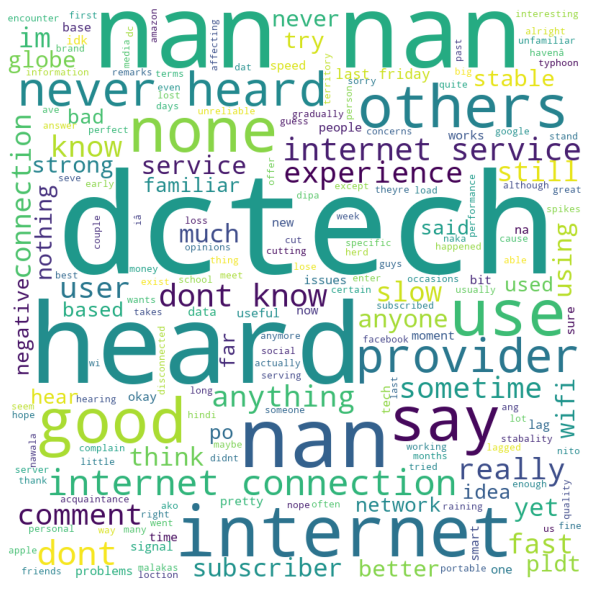 encounter first interesting
idk base nan nan never amazon dc media brand affecting past alright unfamiliar
im globe try speed dat big havenâ
information remarks terms last friday sorry stable typhoon
never heard others
even days territory person quite
ave lost unreliable gradually
bad answer perfect none guess people concerns works google stand
know internet service still
strong service experience
connection nothing seve early familiar offer dipa except theyre load performance although great
dctech
couple loss new week spikes
much opinions cut cutting specific said na naka cause
best thing herd happened able
negative user money exist school meet issues guys bit used using
wants dont know lose enter occasions usually sure
based takes data useful now certain subscribed slow
disconnected anymore social moment anyone
heard use
far actually facebook
hear wi okay serving provider
long someone tech last
seem hearing hindi anything sometime wifi
hope good nan say ang lot
nawala complain po didnt maybe think lag stability nito
server little working months tried really
thank internet connection enough quality
acquaintance pretty network idea yet
comment ako nope often raining us
personal right way many went signal time internet smart fine fast
apple dont
problems malakas subscriber better portable one pldt
friends loction iâ